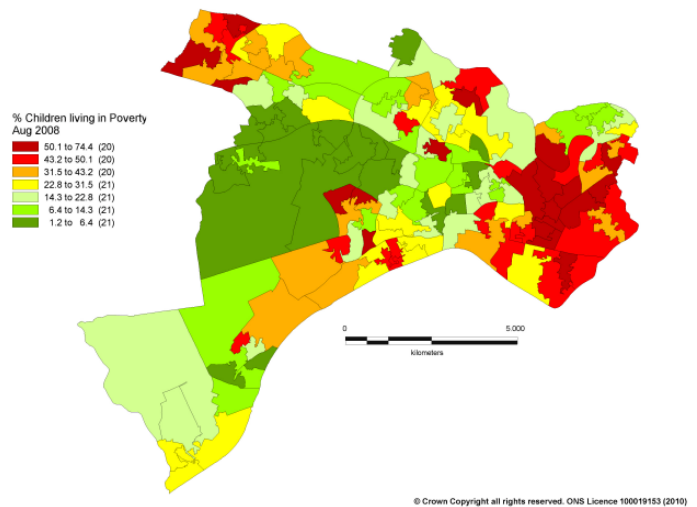 % Children living in Poverty
Aug 2008
50.1 to 74.4 (20)
43.2 to 50.1 (20)
31.5 to 43.2 (20)
22.8 to 31.5 (21)
14.3 to 22.8 (21)
6.4 to 14.3 (21)
1.2 to 6.4 (21)
0 5.000
kilometers
© Crown Copyright all rights reserved. ONS Licence 100019153 (2010)